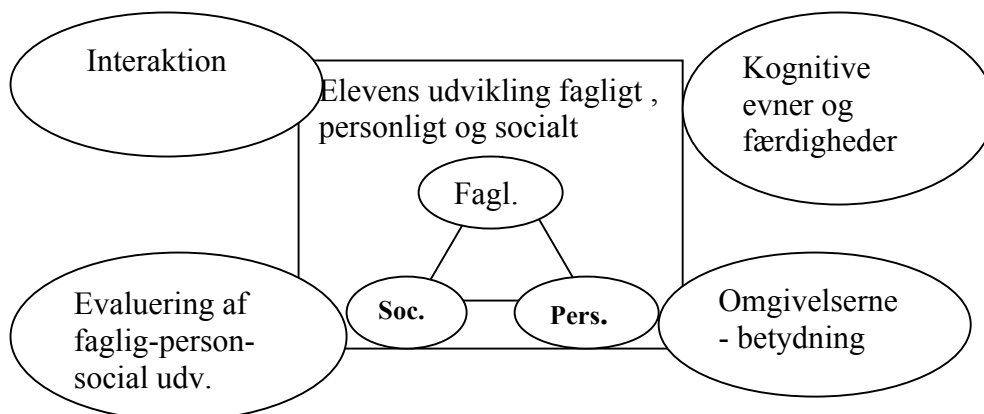 Interaktion
Elevens udvikling fagligt ,
personligt og socialt
Kognitive
evner og
færdigheder
Fagl.
Soc.
Pers.
Evaluering af
faglig-person-
social udv.
Omgivelserne
- betydning